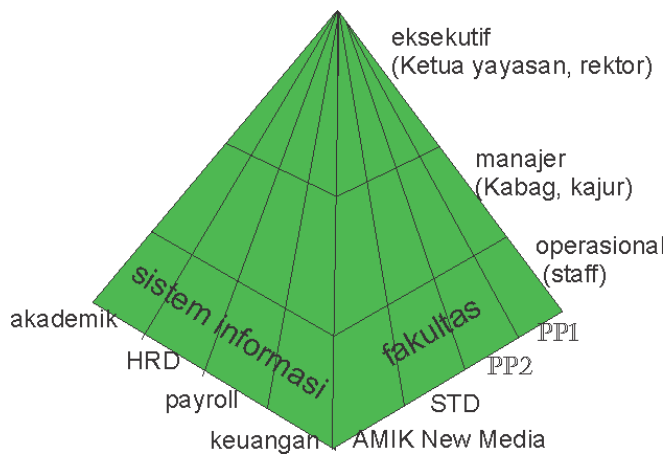 eksekutif
(Ketua yayasan, rektor)
manajer
(Kabag, kajur)
operasional
(staff)
sistem informasi
fakultas
akademik
HRD
payroll
keuangan
PP1
PP2
STD
AMIK New Media